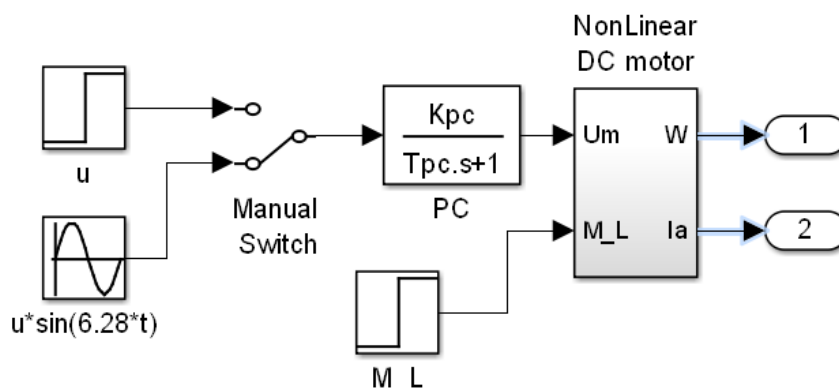 NonLinear
DC motor
u
Manual
Switch
Kpc
Tpc.s+1
PC
Um
W
M_L
Ia
1
2
u*sin(6.28*t)
M_L